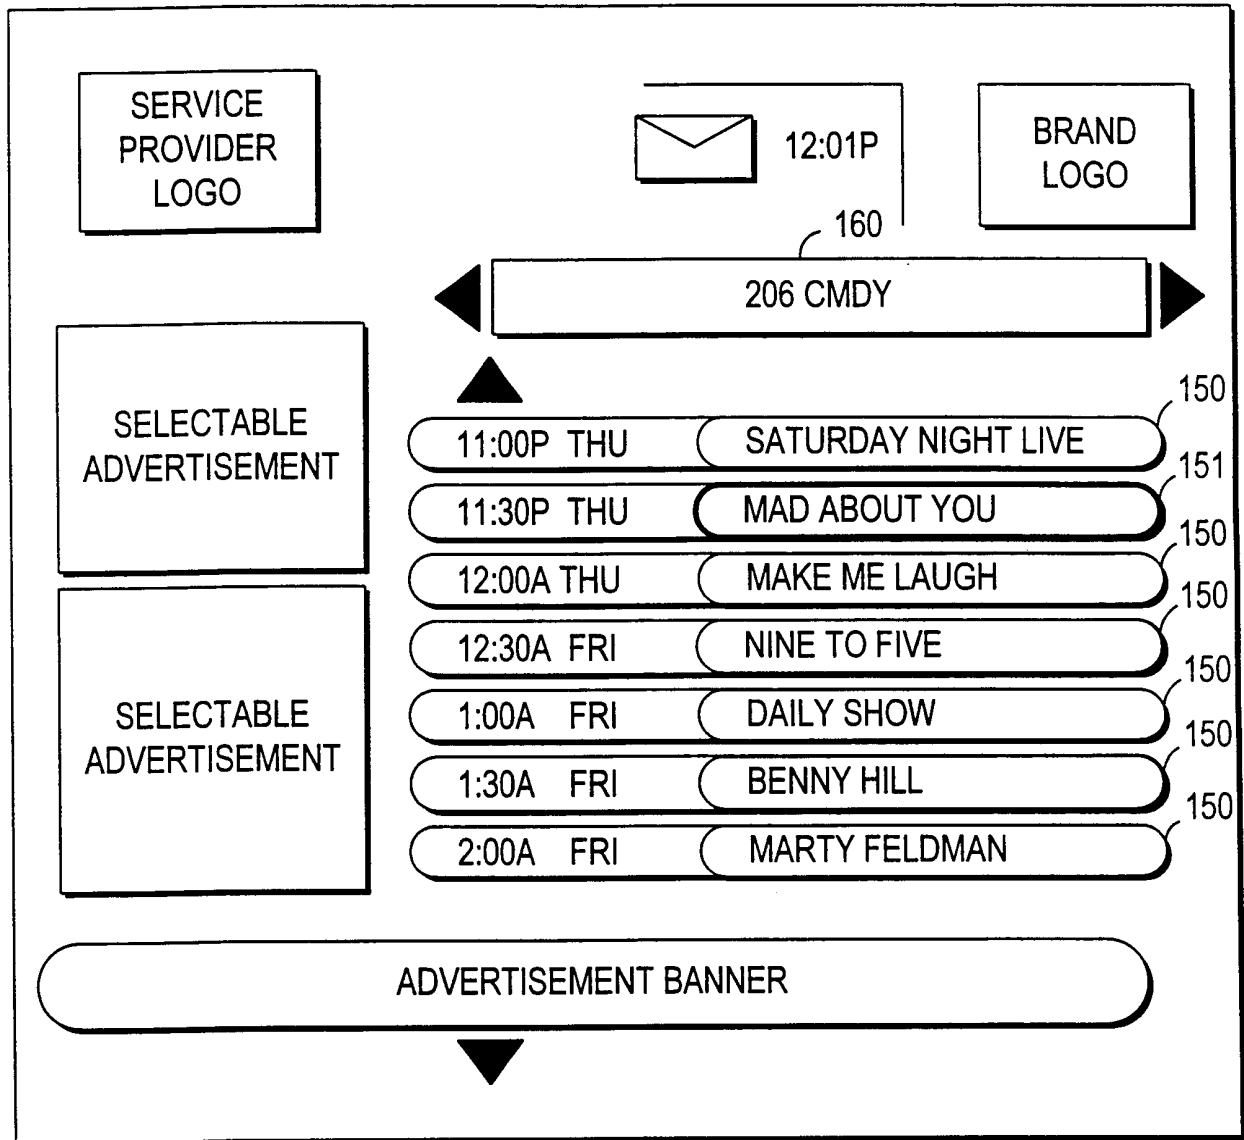 SERVICE
PROVIDER
LOGO
12:01P
BRAND
LOGO
160
206 CMDY
SELECTABLE
ADVERTISEMENT
150
11:00P THU SATURDAY NIGHT LIVE
151
11:30P THU MAD ABOUT YOU
150
12:00A THU MAKE ME LAUGH
150
12:30A FRI NINE TO FIVE
150
SELECTABLE
ADVERTISEMENT
1:00A FRI DAILY SHOW
150
1:30A FRI BENNY HILL
150
2:00A FRI MARTY FELDMAN
ADVERTISEMENT BANNER